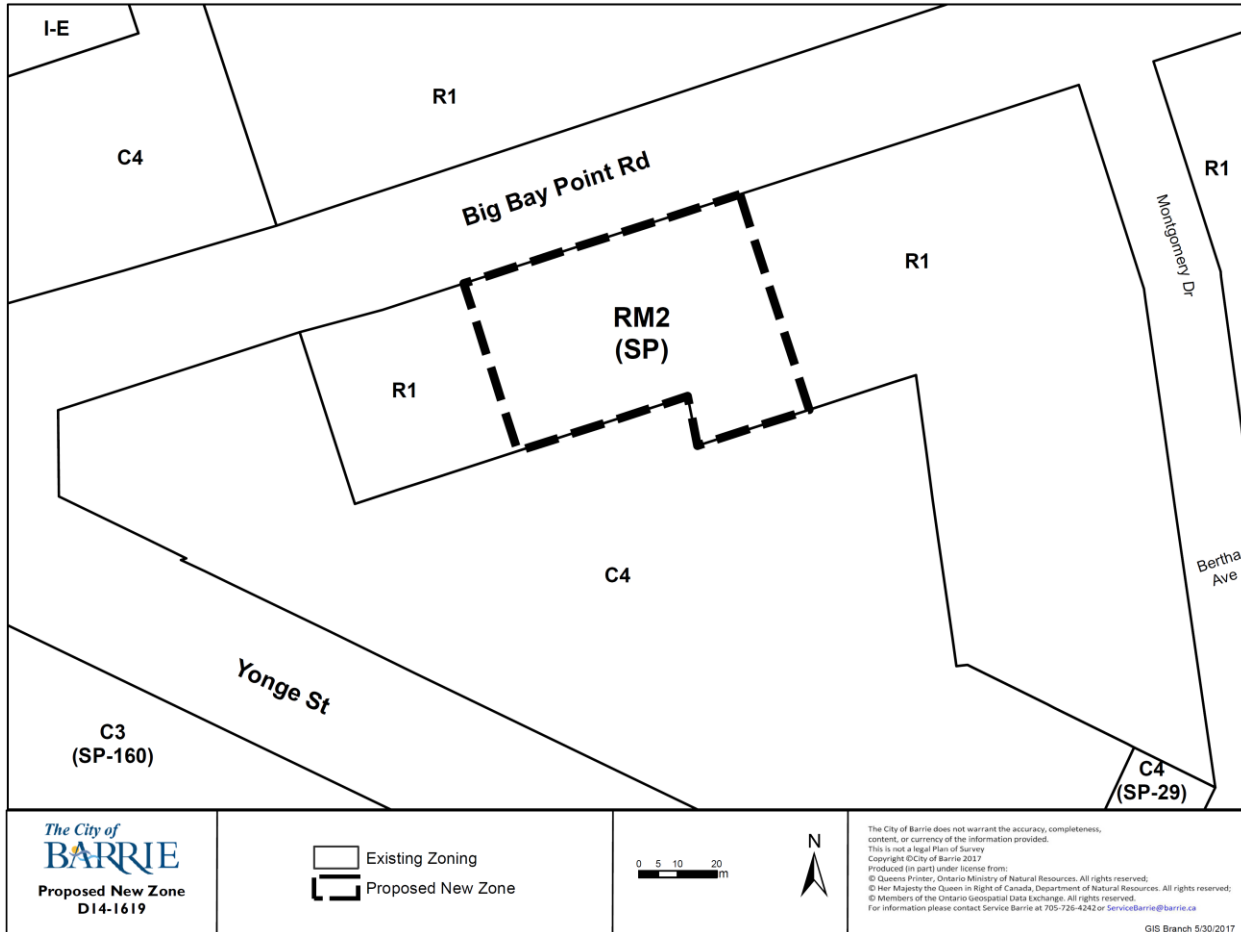 I-E
R1
C4
Big Bay Point Rd
R1
Montgomery Dr
R1
RM2
(SP)
R1
C4
Bertha
Ave
Yonge St
C3
(SP-160)
C4
(SP-29)
The City of
BARRIE
Proposed New Zone
D14-1619
Existing Zoning
Proposed New Zone
0 5 10 20
m
N
The City of Barrie does not warrant the accuracy, completeness,
content, or currency of the information provided.
This is not a legal Plan of Survey
Copyright ©City of Barrie 2017
Produced (in part) under license from:
© Queens Printer, Ontario Ministry of Natural Resources. All rights reserved;
© Her Majesty the Queen in Right of Canada, Department of Natural Resources. All rights reserved;
© Members of the Ontario Geospatial Data Exchange. All rights reserved.
For information please contact Service Barrie at 705-726-4242 or ServiceBarrie@barrie.ca
GIS Branch 5/30/2017